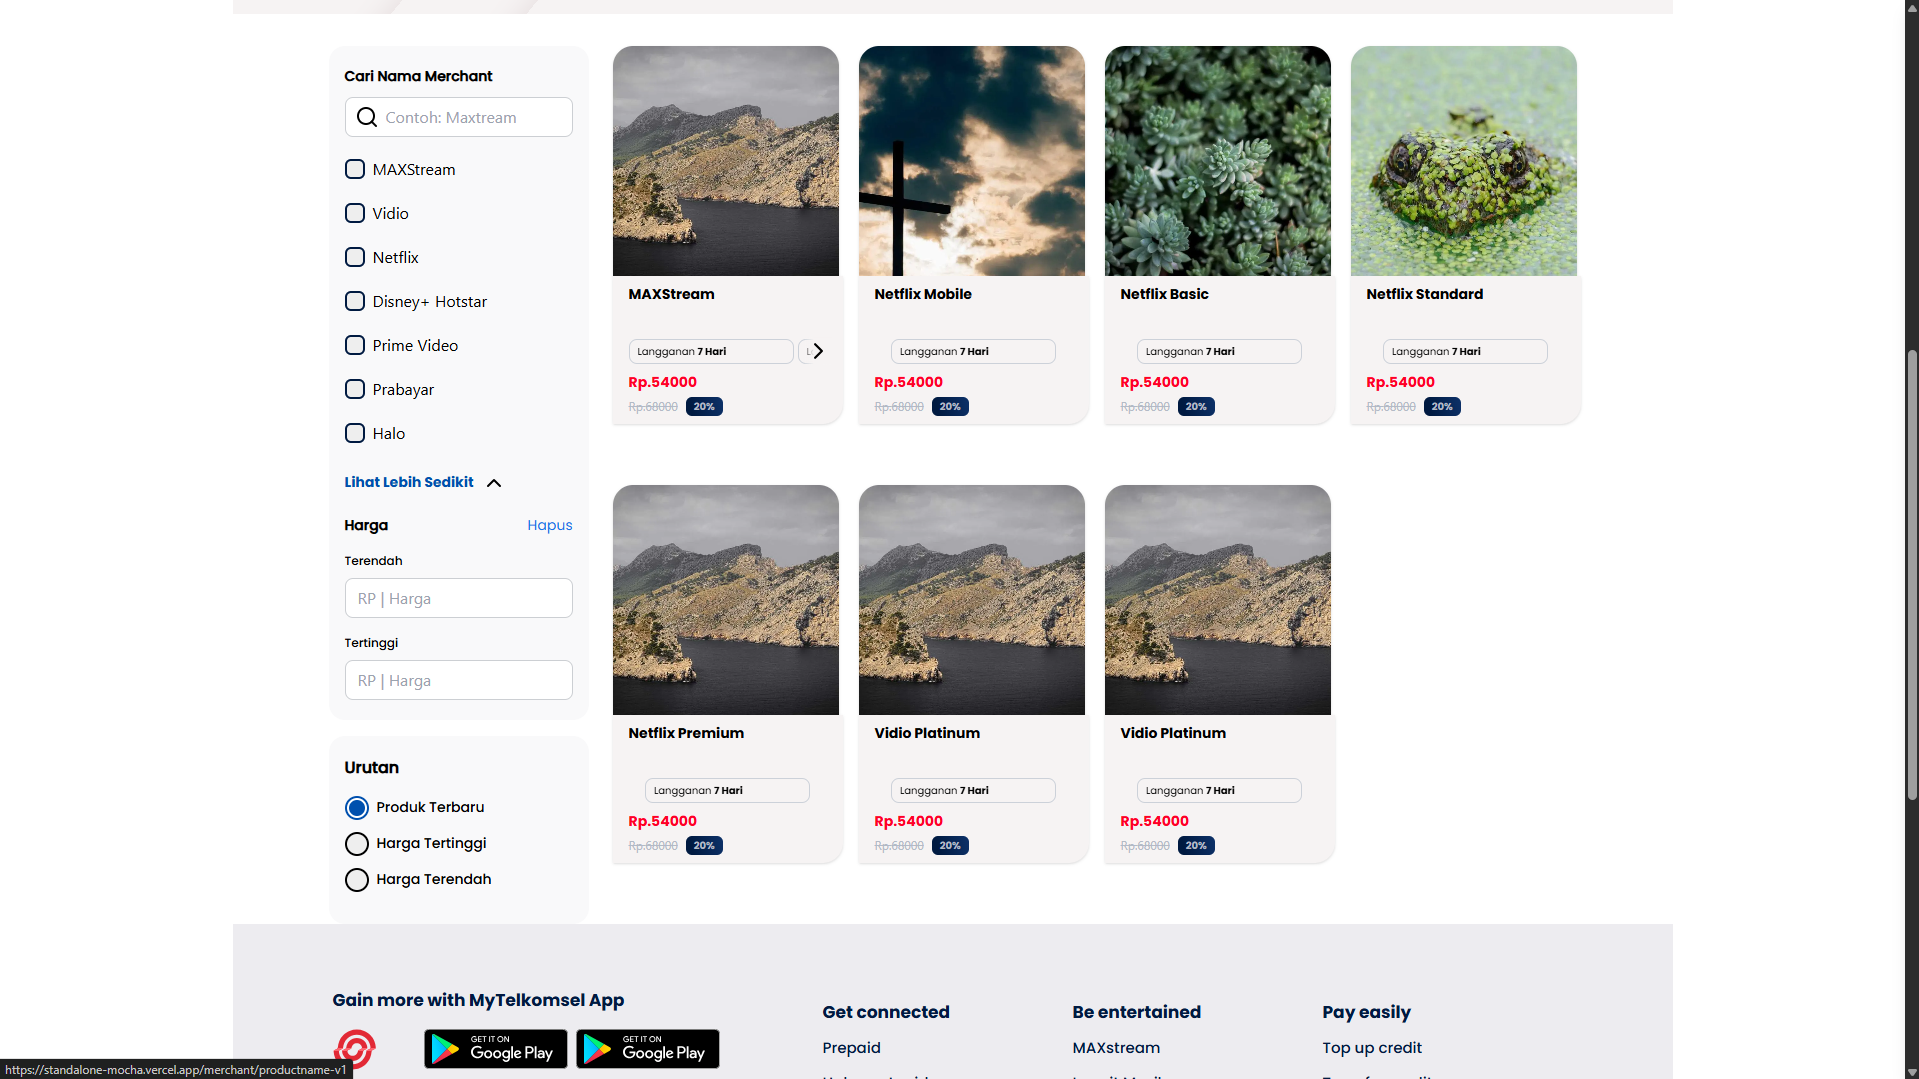 Cari Nama Merchant
Contoh: Maxtream
MAXStream
Vidio
Netflix
Disney+ Hotstar
Prime Video
Prabayar
Halo
Lihat Lebih Sedikit
Harga
Hapus
Terendah
RP | Harga
Tertinggi
RP | Harga
Urutan
Produk Terbaru
Harga Tertinggi
Harga Terendah
MAXStream
Langganan 7 Hari
Rp.54000
Rp.68000 20%
Netflix Mobile
Langganan 7 Hari
Rp.54000
Rp.68000 20%
Netflix Basic
Langganan 7 Hari
Rp.54000
Rp.68000 20%
Netflix Standard
Langganan 7 Hari
Rp.54000
Rp.68000 20%
Netflix Premium
Langganan 7 Hari
Rp.54000
Rp.68000 20%
Vidio Platinum
Langganan 7 Hari
Rp.54000
Rp.68000 20%
Vidio Platinum
Langganan 7 Hari
Rp.54000
Rp.68000 20%
Gain more with MyTelkomsel App
GET IT ON
Google Play
GET IT ON
Google Play
Get connected
Prepaid
Be entertained
MAXstream
Pay easily
Top up credit
https://standalone-mocha.vercel.app/merchant/productname-v1